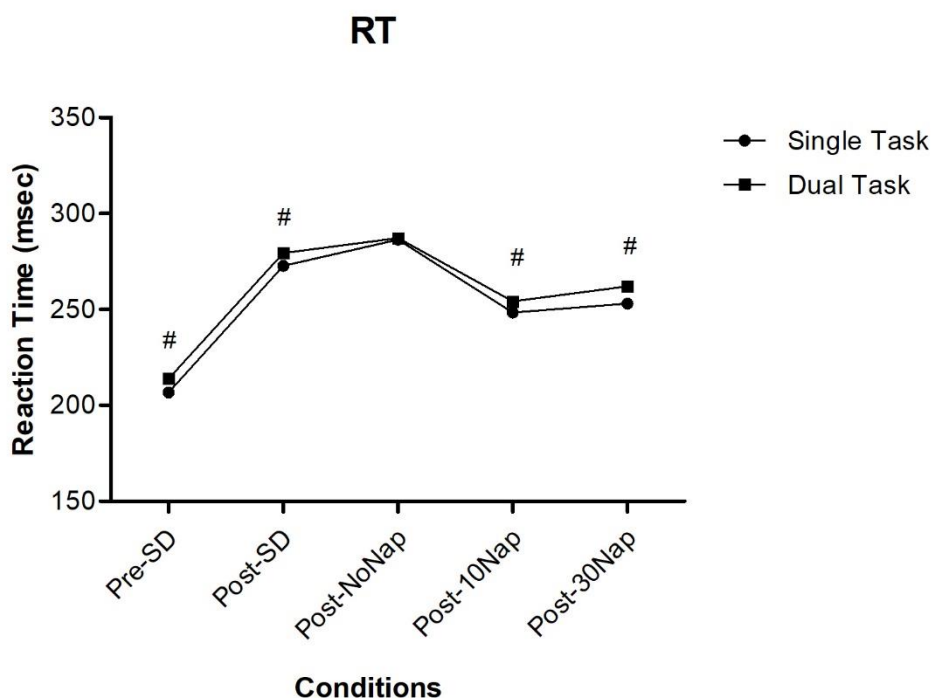 RT
Reaction Time (msec)
350
300
250
200
150
#
#
#
#
Pre-SD
Post-SD
Post-NoNap
Post-10Nap
Post-30Nap
Conditions
Single Task
Dual Task